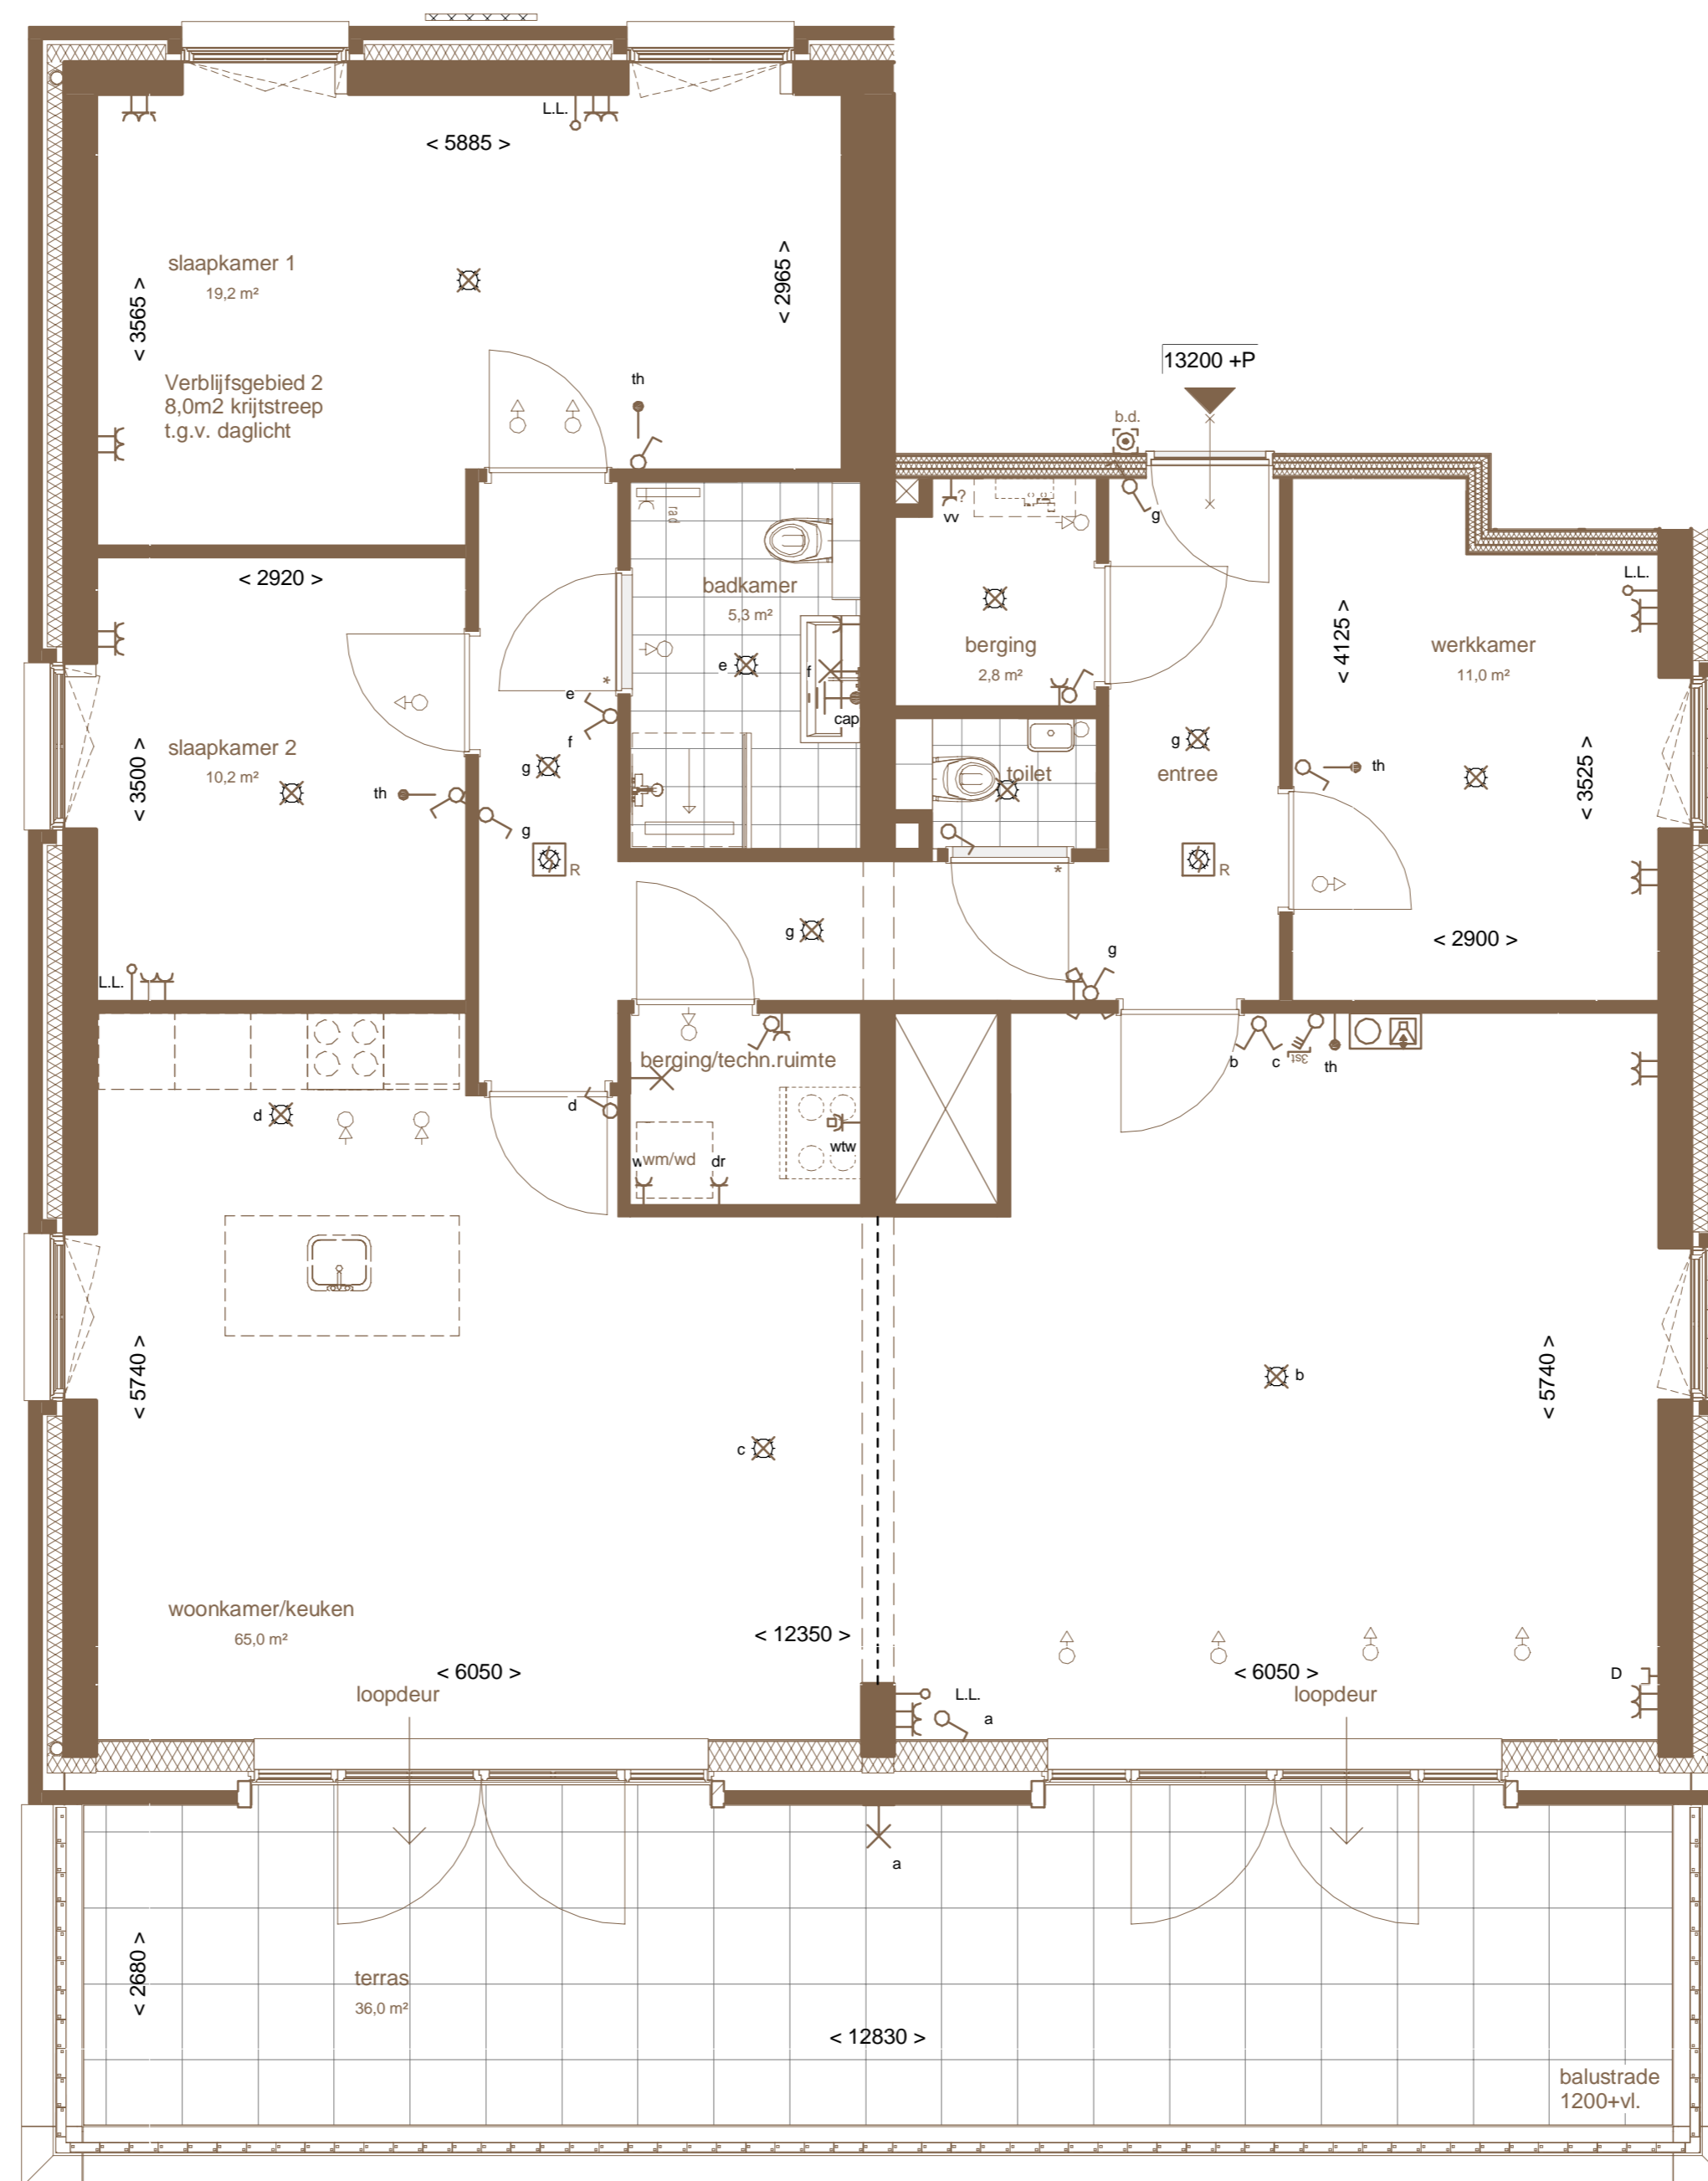 L.L.
< 5885 >
slaapkamer 1
19,2 m²
< 3565 >
< 2965 >
Verblijfsgebied 2
8,0m2 krijtstreep
t.g.v. daglicht
th
13200 +P
b.d.
g
rad
?
vv
< 2920 >
badkamer
5,3 m²
berging
2,8 m²
L.L.
< 4125 >
werkkamer
11,0 m²
e
f
*
e
f
cap
slaapkamer 2
10,2 m²
< 3500 >
th
g
g
g
toilet
entree
th
< 3525 >
R
R
*
g
g
< 2900 >
L.L.
berging/techn.ruimte
b
c
3st
th
d
d
wtw
w
wm/wd
dr
< 5740 >
< 5740 >
b
c
woonkamer/keuken
65,0 m²
< 12350 >
< 6050 >
< 6050 >
loopdeur
loopdeur
L.L.
a
D
a
< 2680 >
terras
36,0 m²
< 12830 >
balustrade
1200+vl.